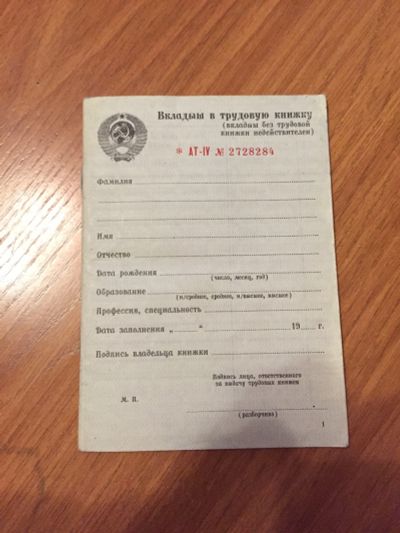 Вкладыш в трудовую книжку
(вкладыш без трудовой
книжки недействителен)
* АТ-IV № 2728284
Фамилия
Имя
Отчество
Дата рождения
(число, месяц, год)
Образование
(н/среднее, среднее, н/высшее, высшее)
Профессия, специальность
Дата заполнения „ “ 19 г.
Подпись владельца книжки
Подпись лица, ответственного
за выдачу трудовых книжек
М. П.
(разборчиво)
1